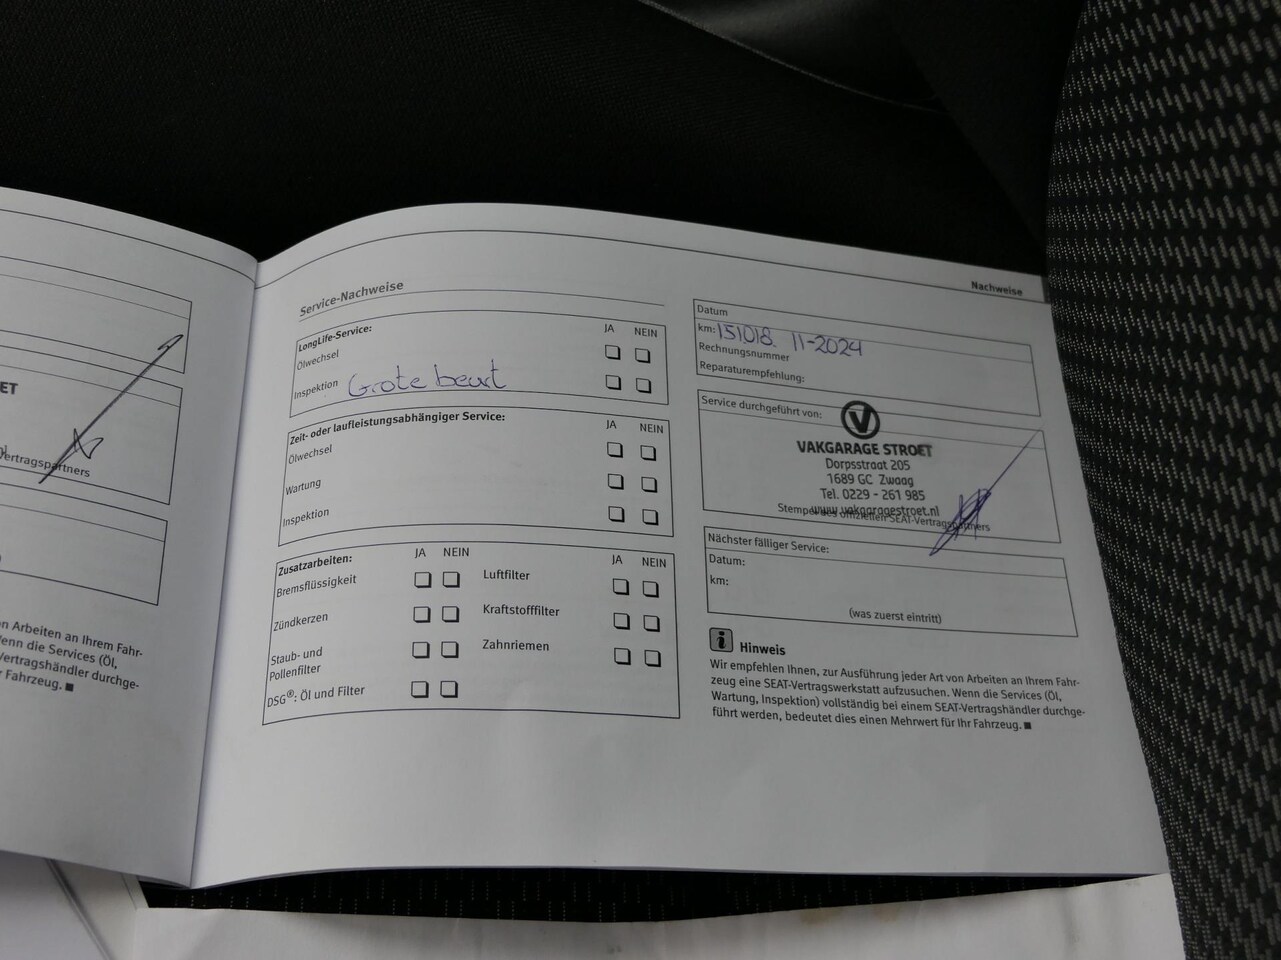 ET
Vertragspartners
n Arbeiten an Ihrem Fahr-
enn die Services (Öl,
Vertragshändler durchge-
r Fahrzeug. ■
Nachweise
Service-Nachweise
LongLife-Service: JA NEIN
Ölwechsel
Inspektion Grote beurt
Zeit- oder laufleistungsabhängiger Service: JA NEIN
Ölwechsel
Wartung
Inspektion
Zusatzarbeiten: JA NEIN JA NEIN
Bremsflüssigkeit Luftfilter
Zündkerzen Kraftstofffilter
Staub- und Zahnriemen
Pollenfilter
DSG®: Öl und Filter
Datum
km: 151018. 11-2024
Rechnungsnummer
Reparaturempfehlung:
Service durchgeführt von:
VAKGARAGE STROET
Dorpsstraat 205
1689 GC Zwaag
Tel. 0229 - 261 985
www.vakgaragestroet.nl
Stempel des offiziellen SEAT-Vertragspartners
Nächster fälliger Service:
Datum:
km:
(was zuerst eintritt)
i Hinweis
Wir empfehlen Ihnen, zur Ausführung jeder Art von Arbeiten an Ihrem Fahr-
zeug eine SEAT-Vertragswerkstatt aufzusuchen. Wenn die Services (Öl,
Wartung, Inspektion) vollständig bei einem SEAT-Vertragshändler durchge-
führt werden, bedeutet dies einen Mehrwert für Ihr Fahrzeug. ■